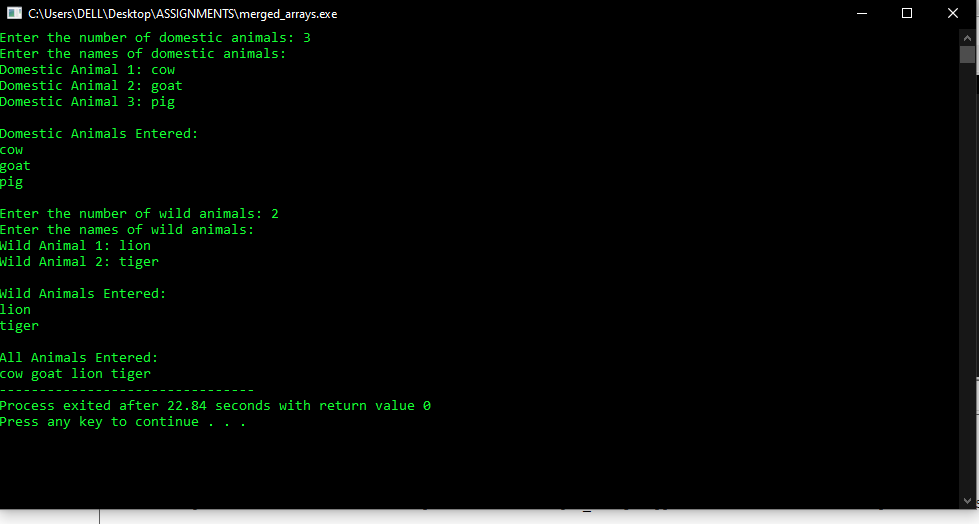 C:\Users\DELL\Desktop\ASSIGNMENTS\merged_arrays.exe
Enter the number of domestic animals: 3
Enter the names of domestic animals:
Domestic Animal 1: cow
Domestic Animal 2: goat
Domestic Animal 3: pig

Domestic Animals Entered:
cow
goat
pig

Enter the number of wild animals: 2
Enter the names of wild animals:
Wild Animal 1: lion
Wild Animal 2: tiger

Wild Animals Entered:
lion
tiger

All Animals Entered:
cow goat lion tiger
--------------------------------
Process exited after 22.84 seconds with return value 0
Press any key to continue . . .